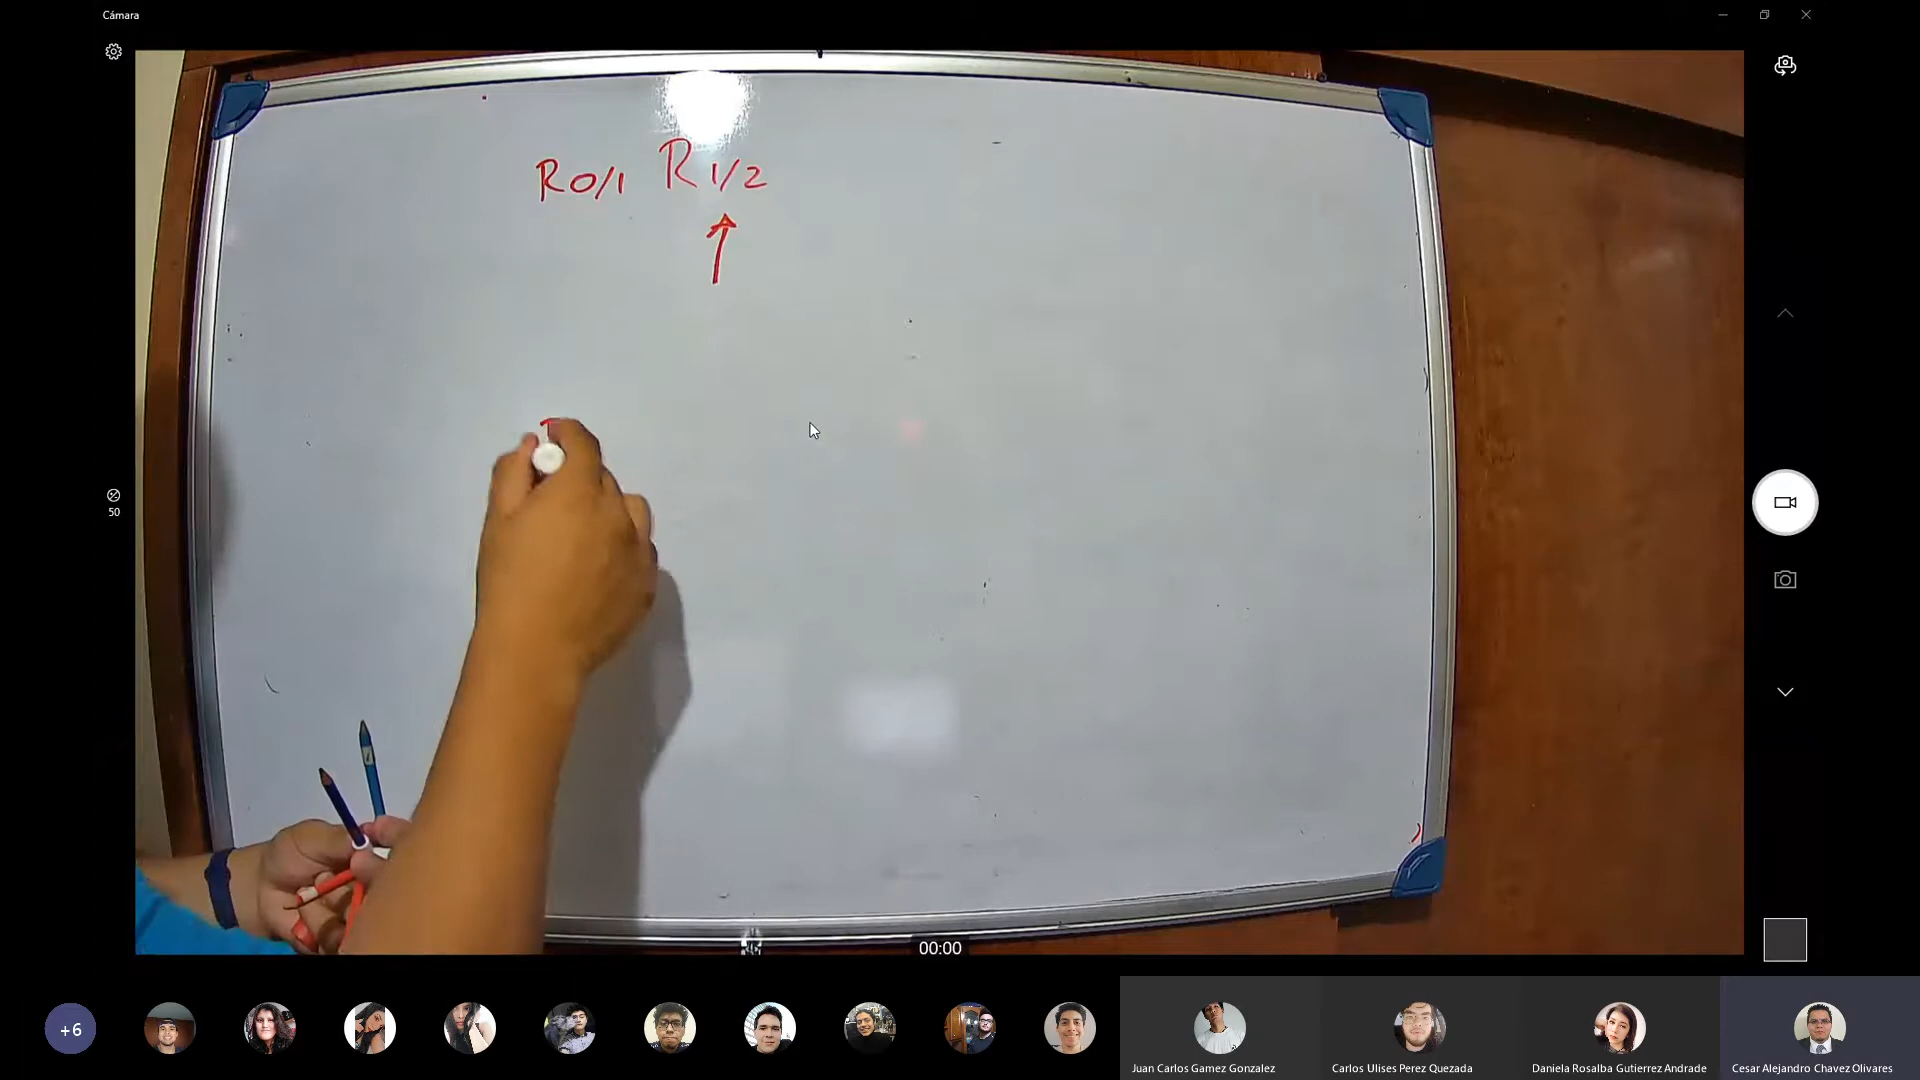 Cámara
R0/1 R1/2
50
00:00
+6
Juan Carlos Gamez Gonzalez
Carlos Ulises Perez Quezada
Daniela Rosalba Gutierrez Andrade
Cesar Alejandro Chavez Olivares